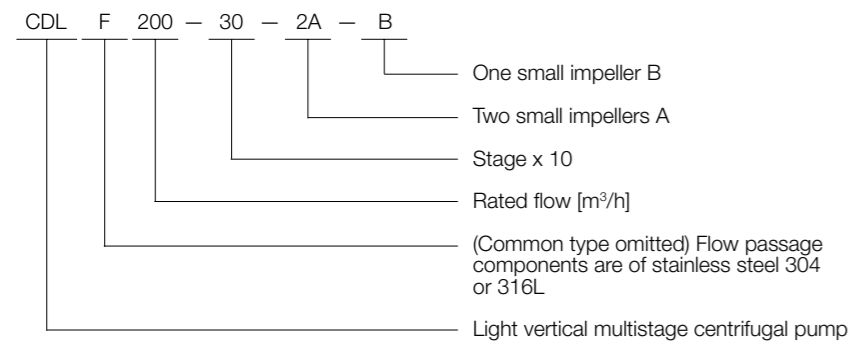 CDL F 200 – 30 – 2A – B
One small impeller B
Two small impellers A
Stage x 10
Rated flow [m³/h]
(Common type omitted) Flow passage
components are of stainless steel 304
or 316L
Light vertical multistage centrifugal pump